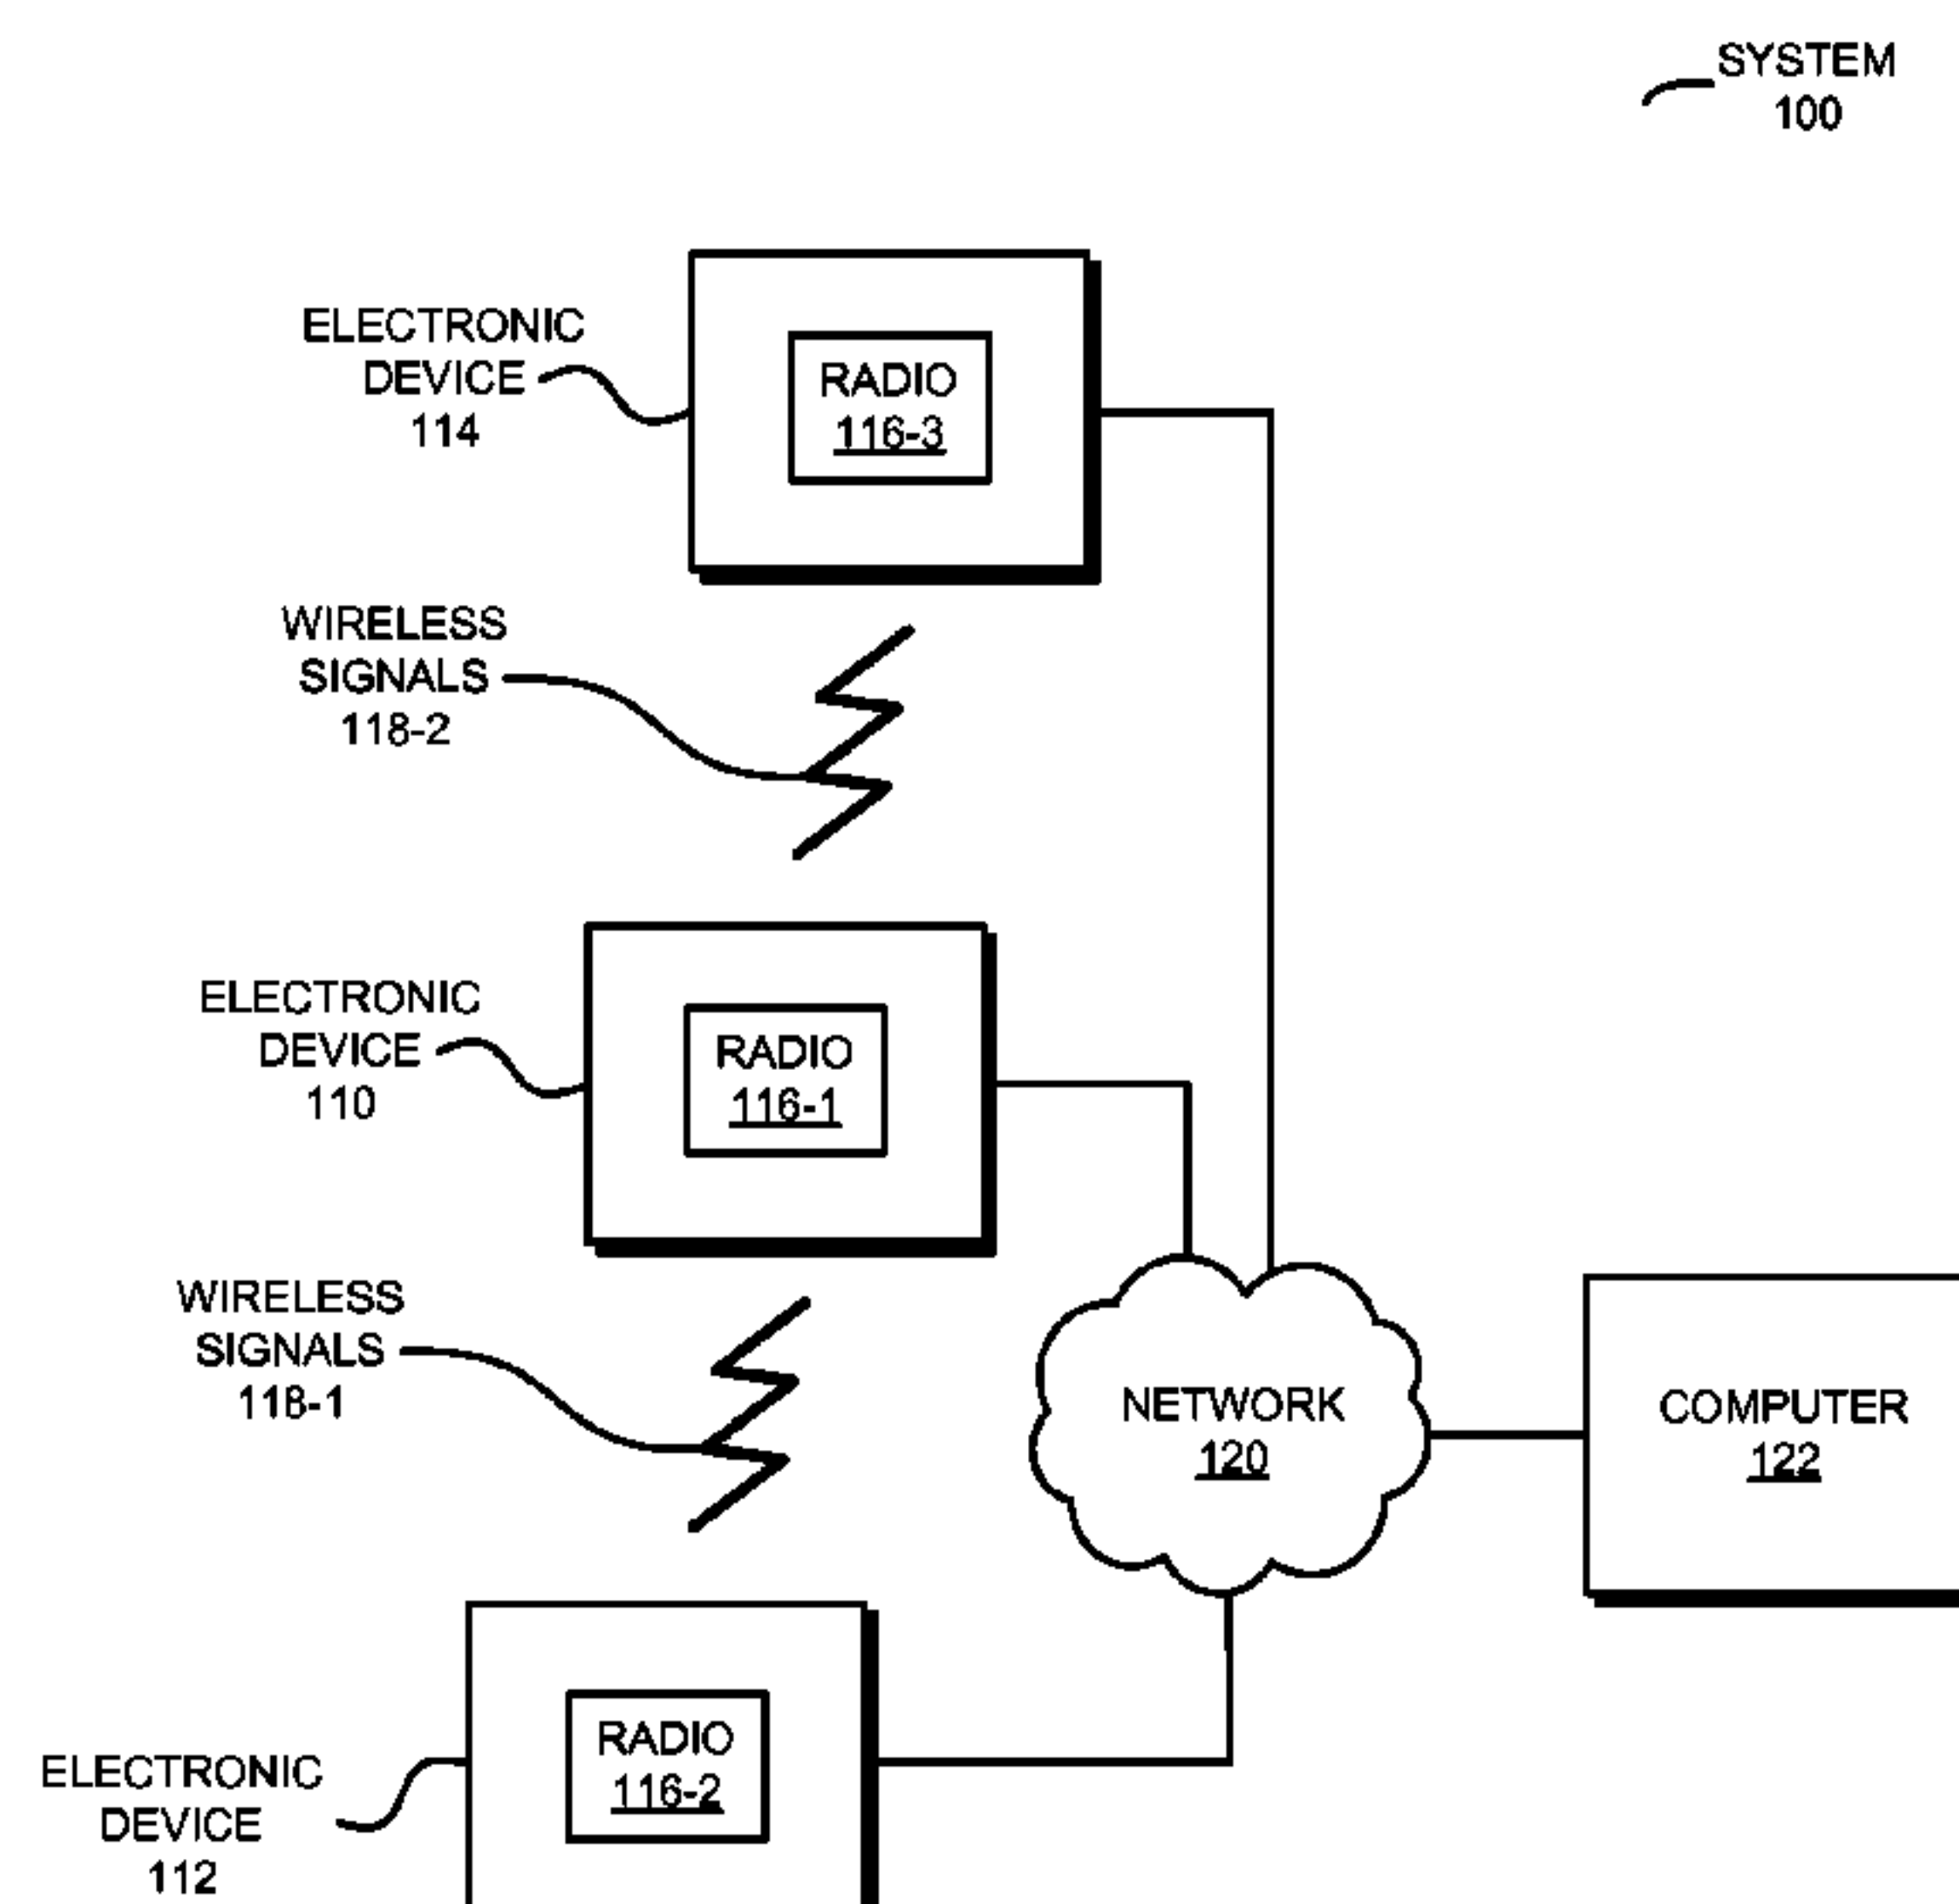 SYSTEM
100
ELECTRONIC
DEVICE
114
RADIO
116-3
WIRELESS
SIGNALS
118-2
ELECTRONIC
DEVICE
110
RADIO
116-1
WIRELESS
SIGNALS
118-1
NETWORK
120
COMPUTER
122
RADIO
116-2
ELECTRONIC
DEVICE
112